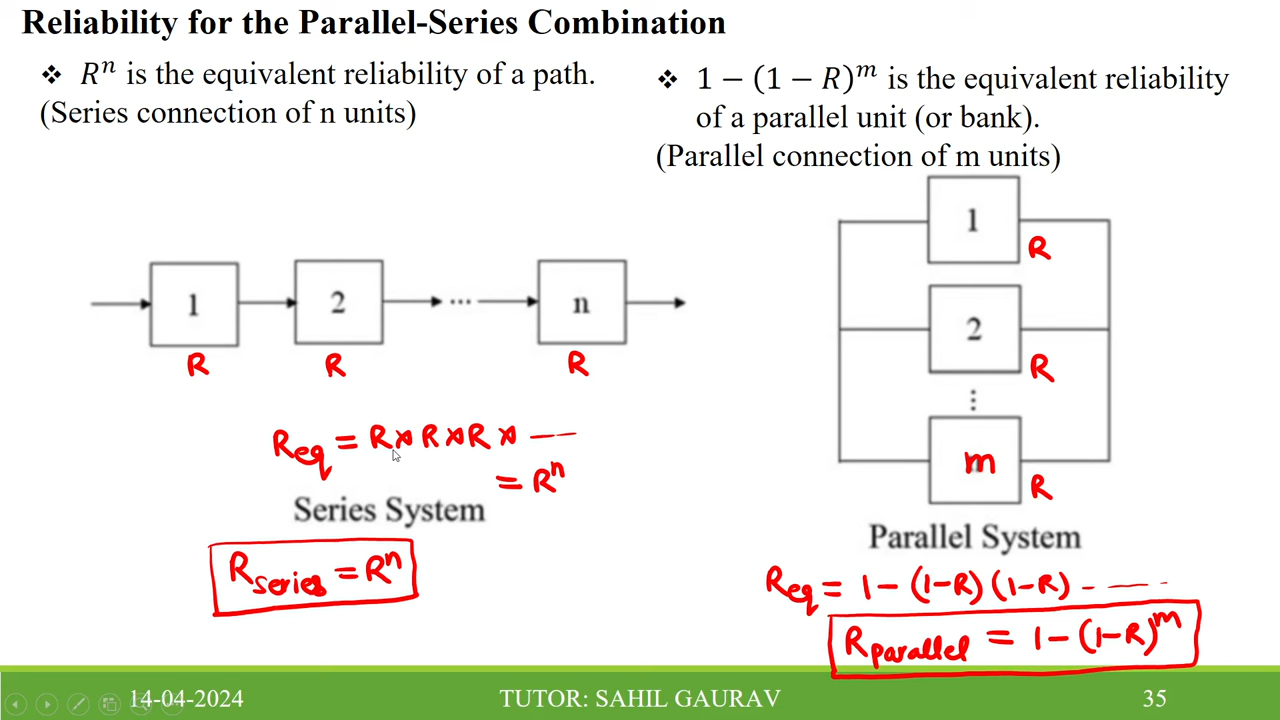 Reliability for the Parallel-Series Combination
❖ Rⁿ is the equivalent reliability of a path.
(Series connection of n units)
❖ 1 − (1 − R)ᵐ is the equivalent reliability
of a parallel unit (or bank).
(Parallel connection of m units)
1 2 ... n
R R R
Req = R × R × R × ----
= Rⁿ
Series System
Rseries = Rⁿ
1
R
2
R
⋮
m
R
Parallel System
Req = 1 - (1-R) (1-R) - ----
Rparallel = 1 - (1-R)ᵐ
14-04-2024 TUTOR: SAHIL GAURAV 35